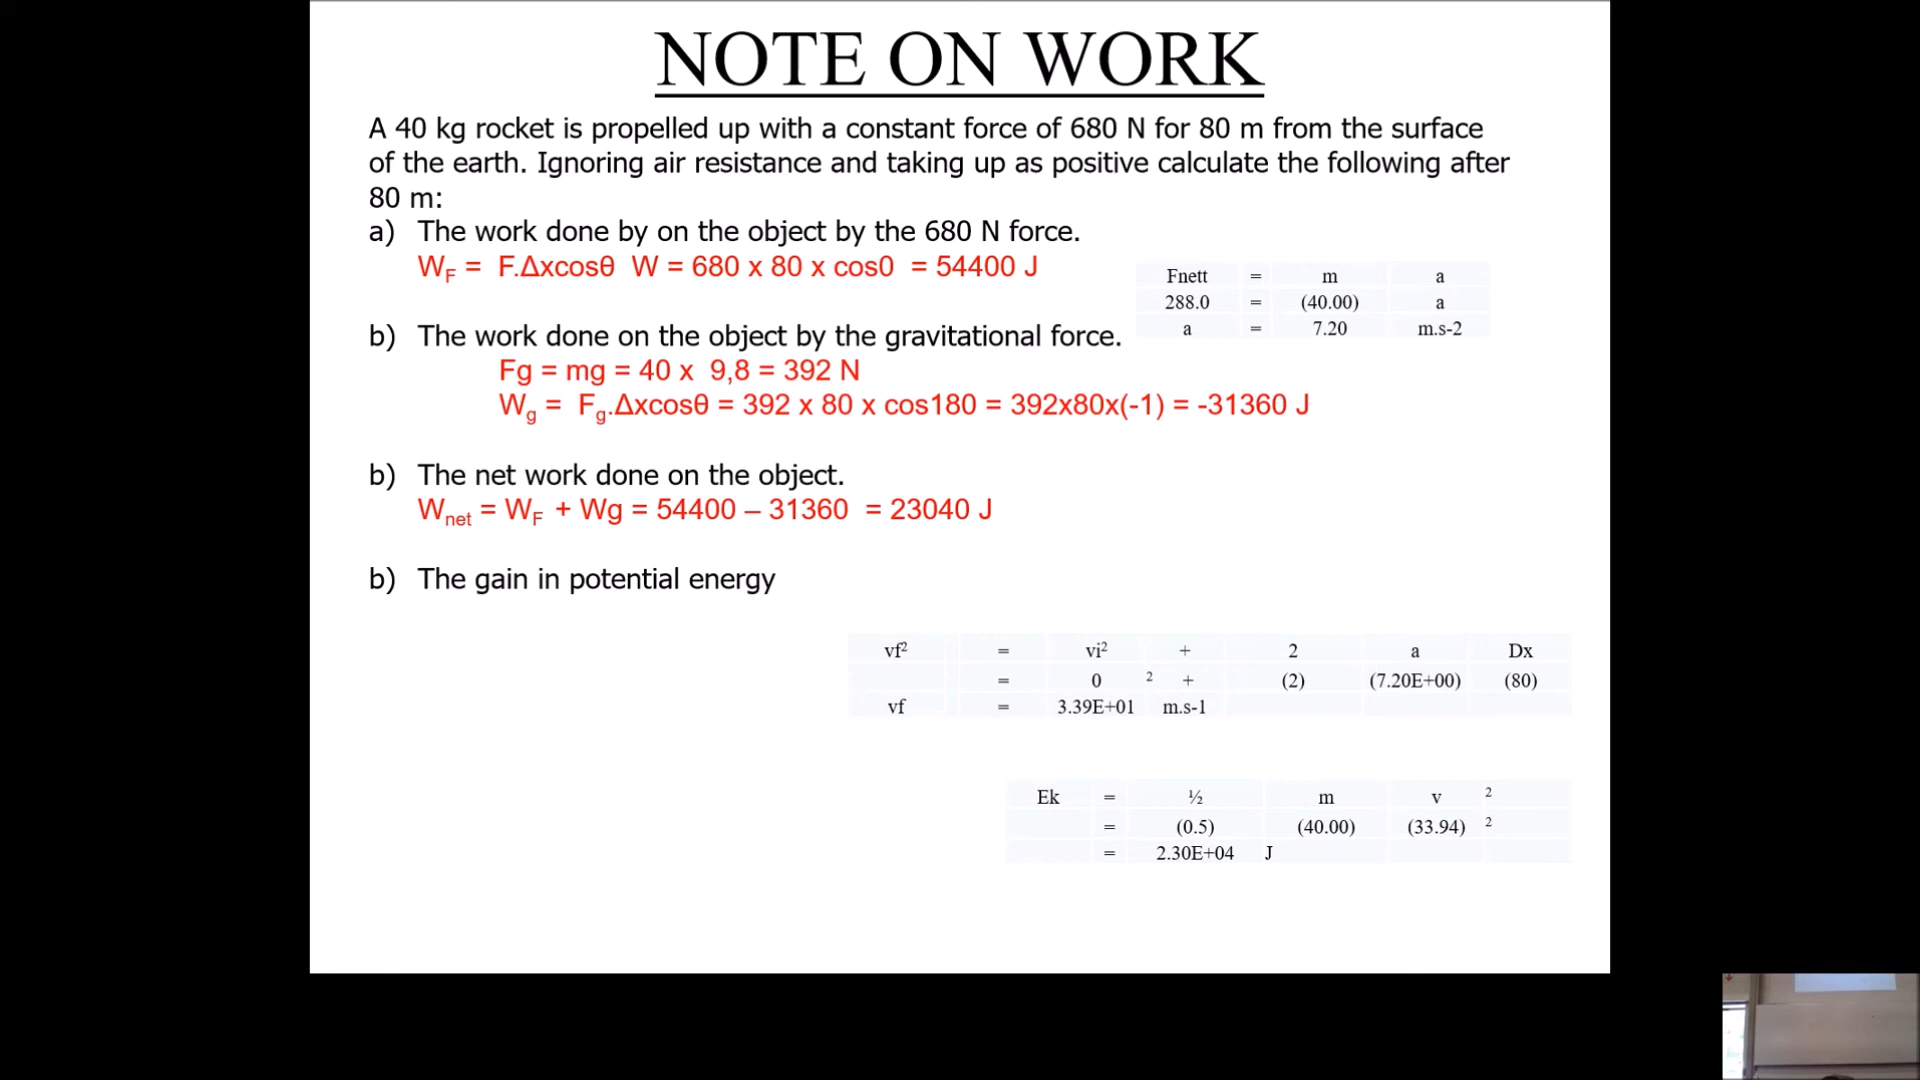 NOTE ON WORK
A 40 kg rocket is propelled up with a constant force of 680 N for 80 m from the surface
of the earth. Ignoring air resistance and taking up as positive calculate the following after
80 m:
a) The work done by on the object by the 680 N force.
W_F = F.Δxcosθ W = 680 x 80 x cos0 = 54400 J
Fnett = m a
288.0 = (40.00) a
a = 7.20 m.s-2
b) The work done on the object by the gravitational force.
Fg = mg = 40 x 9,8 = 392 N
W_g = F_g.Δxcosθ = 392 x 80 x cos180 = 392x80x(-1) = -31360 J
b) The net work done on the object.
W_net = W_F + Wg = 54400 – 31360 = 23040 J
b) The gain in potential energy
vf² = vi² + 2 a Dx
= 0 ² + (2) (7.20E+00) (80)
vf = 3.39E+01 m.s-1
Ek = ½ m v ²
= (0.5) (40.00) (33.94) ²
= 2.30E+04 J